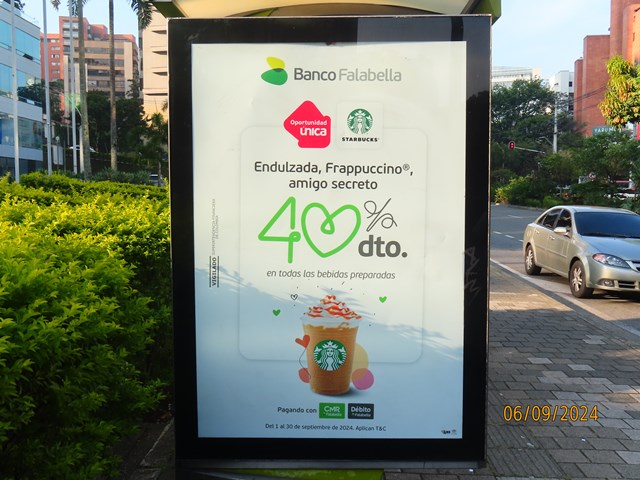 Banco Falabella
Oportunidad
única
STARBUCKS
Endulzada, Frappuccino®,
amigo secreto
40%
dto.
en todas las bebidas preparadas
VIGILADO
Pagando con CMR Débito
Del 1 al 30 de septiembre de 2024. Aplican T&C
06/09/2024